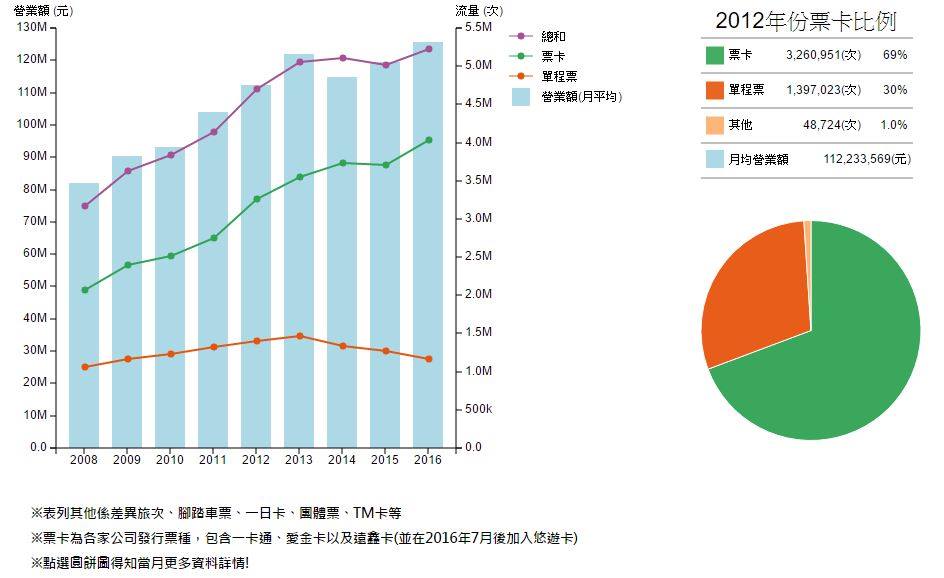 營業額 (元)
流量 (次)
130M
120M
110M
100M
90M
80M
70M
60M
50M
40M
30M
20M
10M
0.0
5.5M
5.0M
4.5M
4.0M
3.5M
3.0M
2.5M
2.0M
1.5M
1.0M
500k
0.0
2008 2009 2010 2011 2012 2013 2014 2015 2016
總和
票卡
單程票
營業額(月平均)
2012年份票卡比例
票卡 3,260,951(次) 69%
單程票 1,397,023(次) 30%
其他 48,724(次) 1.0%
月均營業額 112,233,569(元)
※表列其他係差異旅次、腳踏車票、一日卡、團體票、TM卡等
※票卡為各家公司發行票種，包含一卡通、愛金卡以及遠鑫卡(並在2016年7月後加入悠遊卡)
※點選圓餅圖得知當月更多資料詳情!